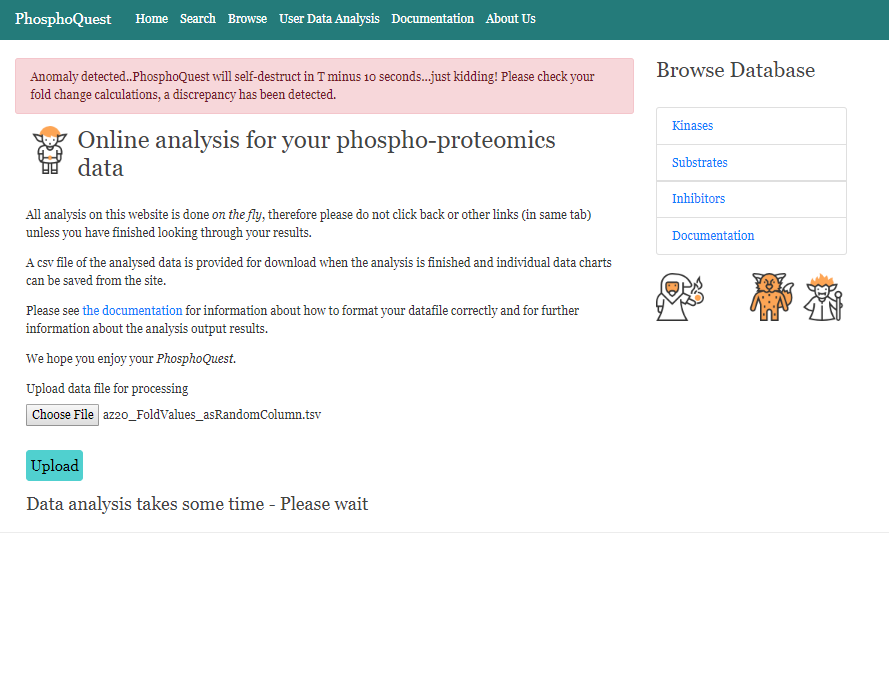 PhosphoQuest Home Search Browse User Data Analysis Documentation About Us
Anomaly detected..PhosphoQuest will self-destruct in T minus 10 seconds...just kidding! Please check your
fold change calculations, a discrepancy has been detected.
Online analysis for your phospho-proteomics
data
All analysis on this website is done on the fly, therefore please do not click back or other links (in same tab)
unless you have finished looking through your results.
A csv file of the analysed data is provided for download when the analysis is finished and individual data charts
can be saved from the site.
Please see the documentation for information about how to format your datafile correctly and for further
information about the analysis output results.
We hope you enjoy your PhosphoQuest.
Upload data file for processing
Choose File az20_FoldValues_asRandomColumn.tsv
Upload
Data analysis takes some time - Please wait
Browse Database
Kinases
Substrates
Inhibitors
Documentation